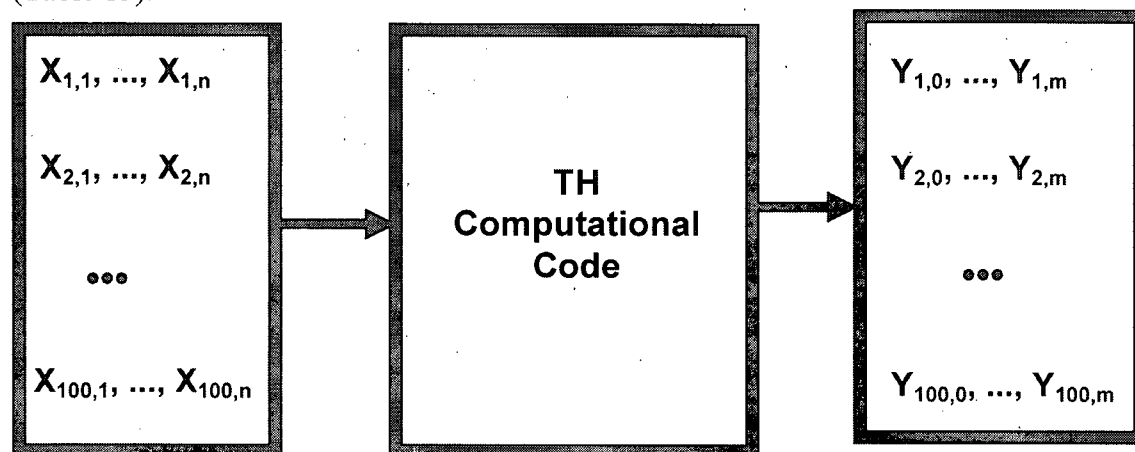 X1,1, ..., X1,n
X2,1, ..., X2,n
•••
X100,1, ..., X100,n
TH
Computational
Code
Y1,0, ..., Y1,m
Y2,0, ..., Y2,m
•••
Y100,0, ..., Y100,m